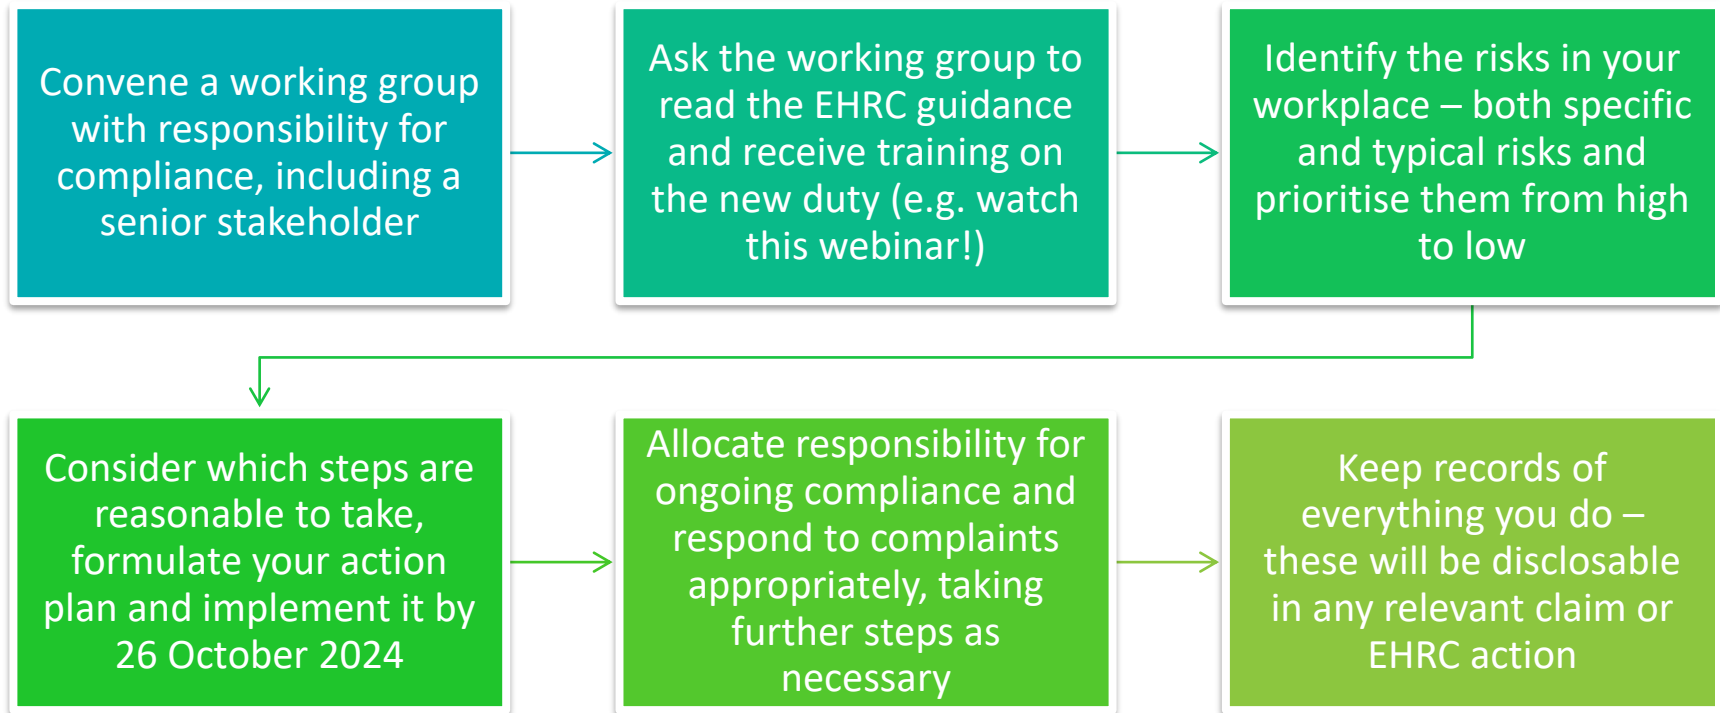 Convene a working group
with responsibility for
compliance, including a
senior stakeholder
Ask the working group to
read the EHRC guidance
and receive training on
the new duty (e.g. watch
this webinar!)
Identify the risks in your
workplace – both specific
and typical risks and
prioritise them from high
to low
Consider which steps are
reasonable to take,
formulate your action
plan and implement it by
26 October 2024
Allocate responsibility for
ongoing compliance and
respond to complaints
appropriately, taking
further steps as
necessary
Keep records of
everything you do –
these will be disclosable
in any relevant claim or
EHRC action